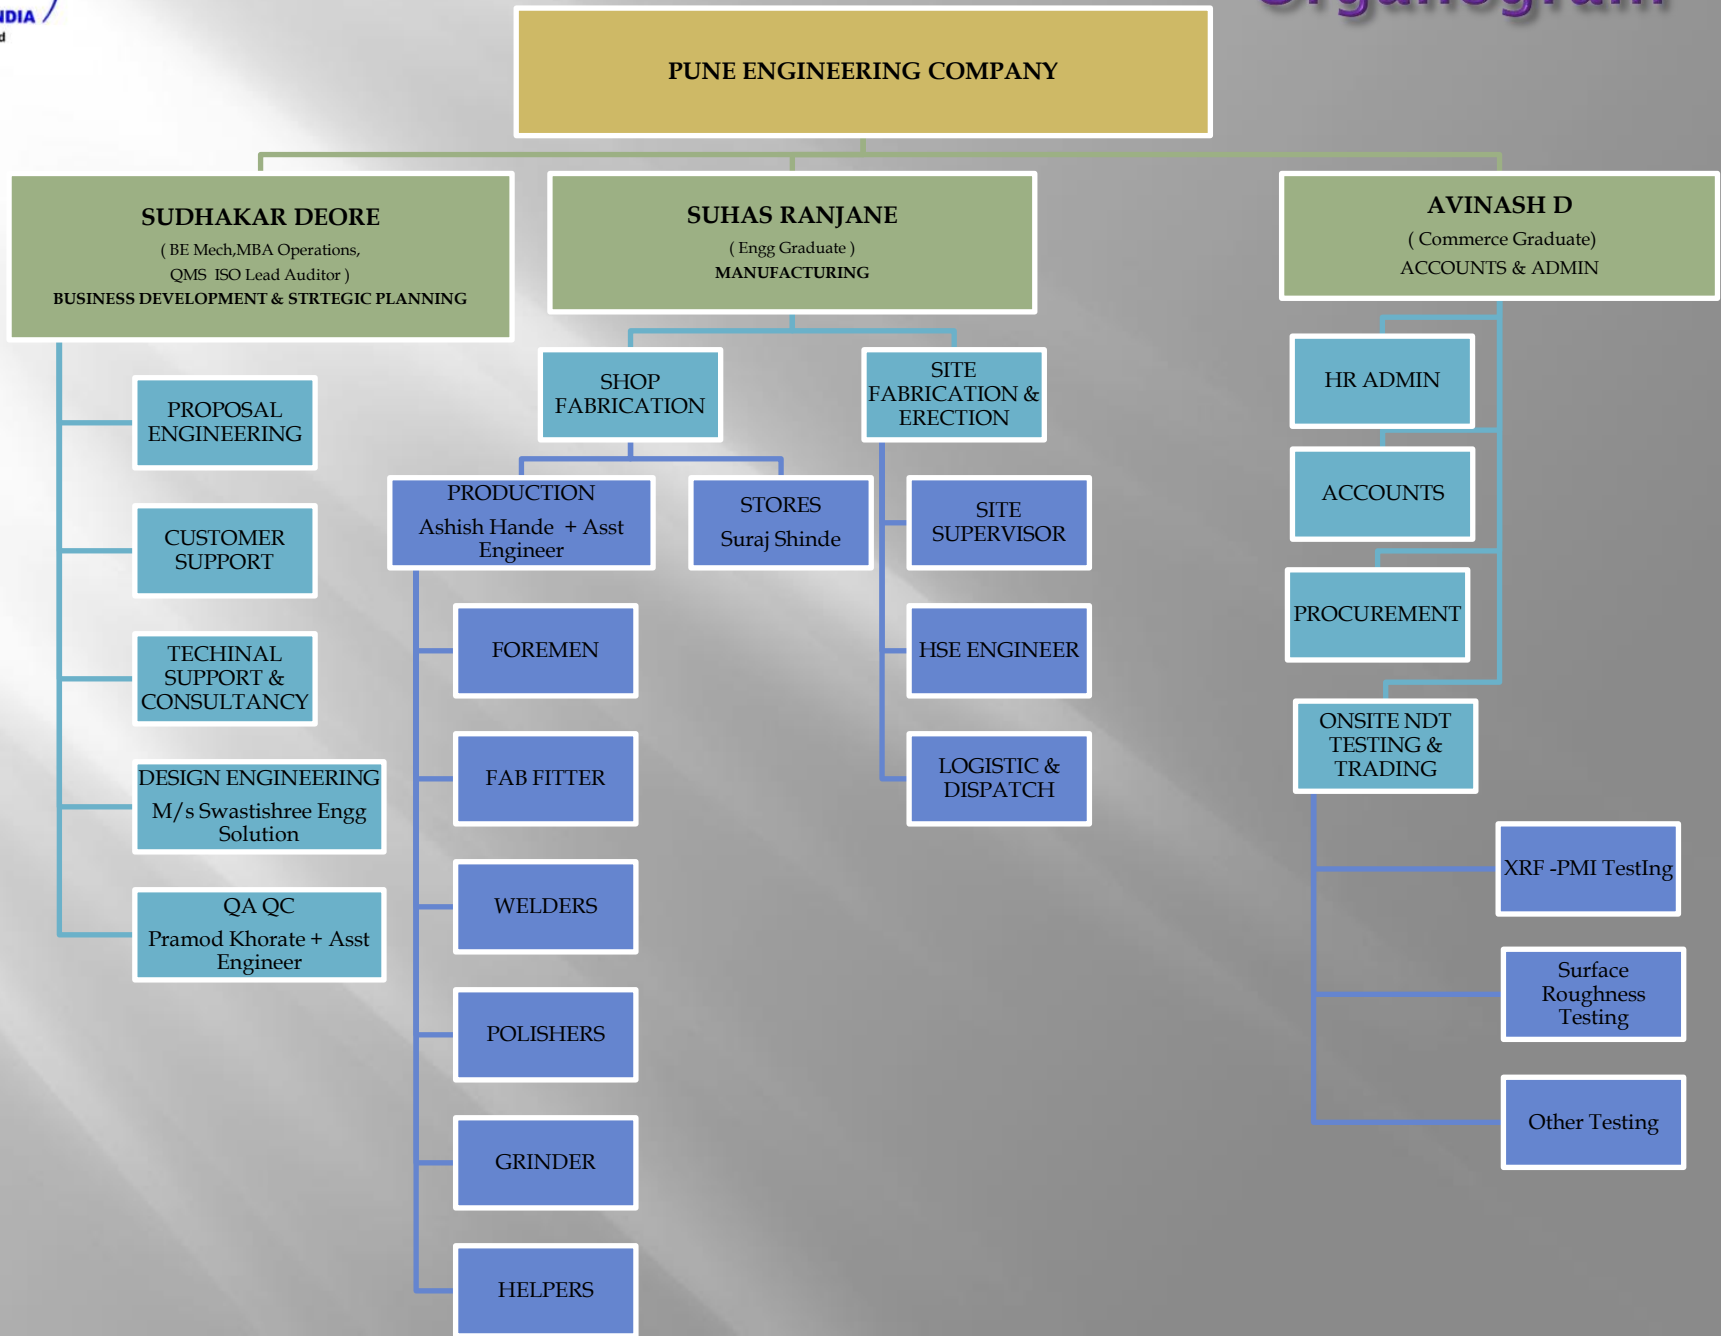 INDIA
Organogram
PUNE ENGINEERING COMPANY
SUDHAKAR DEORE
( BE Mech,MBA Operations,
QMS ISO Lead Auditor )
BUSINESS DEVELOPMENT & STRTEGIC PLANNING
PROPOSAL
ENGINEERING
CUSTOMER
SUPPORT
TECHINAL
SUPPORT &
CONSULTANCY
DESIGN ENGINEERING
M/s Swastishree Engg
Solution
QA QC
Pramod Khorate + Asst
Engineer
SUHAS RANJANE
( Engg Graduate )
MANUFACTURING
SHOP
FABRICATION
PRODUCTION
Ashish Hande + Asst
Engineer
FOREMEN
FAB FITTER
WELDERS
POLISHERS
GRINDER
HELPERS
STORES
Suraj Shinde
SITE
FABRICATION &
ERECTION
SITE
SUPERVISOR
HSE ENGINEER
LOGISTIC &
DISPATCH
AVINASH D
( Commerce Graduate)
ACCOUNTS & ADMIN
HR ADMIN
ACCOUNTS
PROCUREMENT
ONSITE NDT
TESTING &
TRADING
XRF -PMI TestIng
Surface
Roughness
Testing
Other Testing